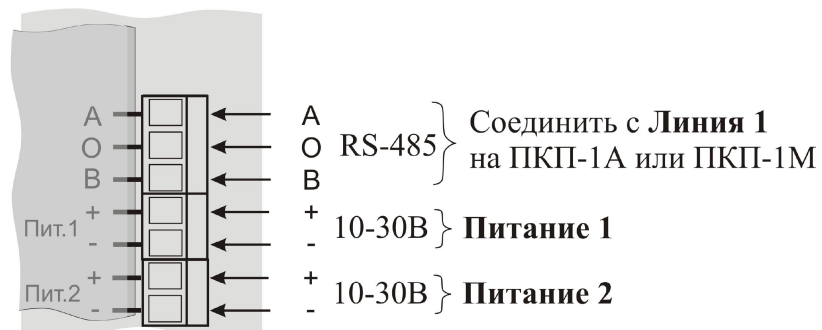 A A
O O RS-485 Соединить с Линия 1
B B на ПКП-1А или ПКП-1М
Пит.1 + + 10-30В Питание 1
- -
Пит.2 + + 10-30В Питание 2
- -